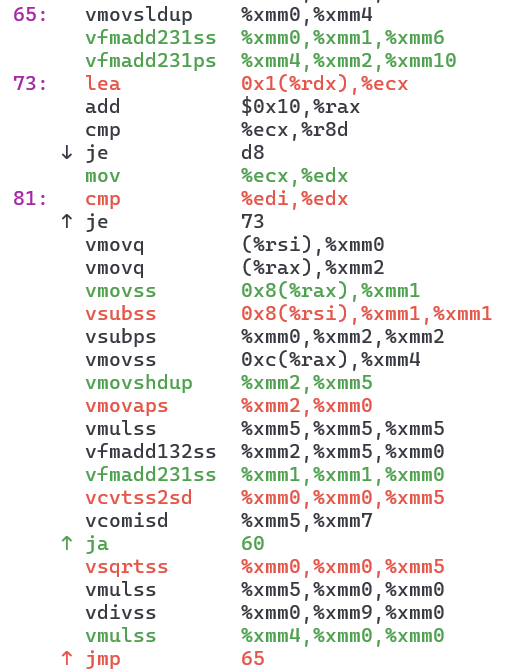 65: vmovsldup %xmm0,%xmm4
vfmadd231ss %xmm0,%xmm1,%xmm6
vfmadd231ps %xmm4,%xmm2,%xmm10
73: lea 0x1(%rdx),%ecx
add $0x10,%rax
cmp %ecx,%r8d
↓ je d8
mov %ecx,%edx
81: cmp %edi,%edx
↑ je 73
vmovq (%rsi),%xmm0
vmovq (%rax),%xmm2
vmovss 0x8(%rax),%xmm1
vsubss 0x8(%rsi),%xmm1,%xmm1
vsubps %xmm0,%xmm2,%xmm2
vmovss 0xc(%rax),%xmm4
vmovshdup %xmm2,%xmm5
vmovaps %xmm2,%xmm0
vmulss %xmm5,%xmm5,%xmm5
vfmadd132ss %xmm2,%xmm5,%xmm0
vfmadd231ss %xmm1,%xmm1,%xmm0
vcvtss2sd %xmm0,%xmm0,%xmm5
vcomisd %xmm5,%xmm7
↑ ja 60
vsqrtss %xmm0,%xmm0,%xmm5
vmulss %xmm5,%xmm0,%xmm0
vdivss %xmm0,%xmm9,%xmm0
vmulss %xmm4,%xmm0,%xmm0
↑ jmp 65